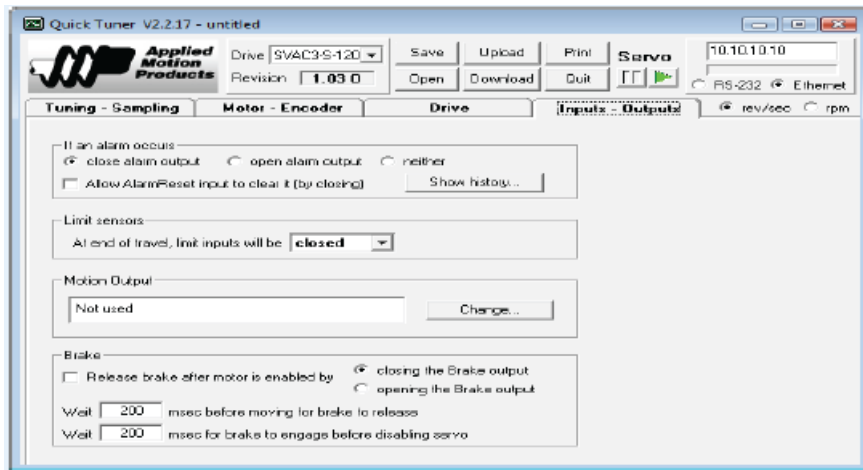 Quick Tuner V2.2.17 - untitled
Applied Motion Products
Drive SVAC3-S-120
Revision 1.03 O
Save Upload Print
Open Download Quit
Servo
10.10.10.10
RS-232 Ethernet
Tuning - Sampling Motor - Encoder Drive Inputs - Outputs rev/sec rpm
If an alarm occurs
close alarm output open alarm output neither
Allow AlarmReset input to clear it (by closing) Show history...
Limit sensors
At end of travel, limit inputs will be closed
Motion Output
Not used Change...
Brake
Release brake after motor is enabled by closing the Brake output
opening the Brake output
Wait 200 msec before moving for brake to release
Wait 200 msec for brake to engage before disabling servo